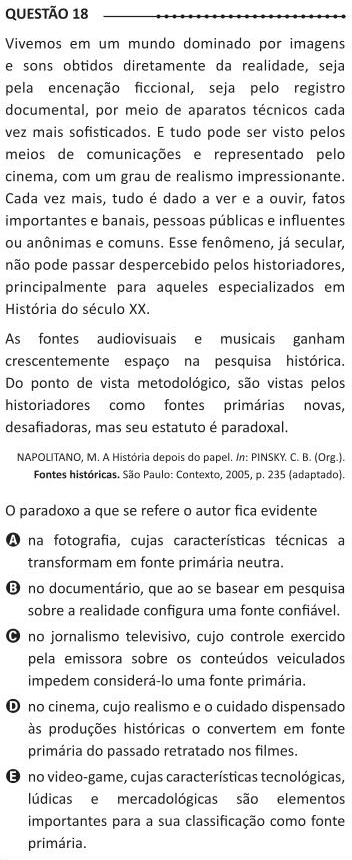 QUESTÃO 18
Vivemos em um mundo dominado por imagens
e sons obtidos diretamente da realidade, seja
pela encenação ficcional, seja pelo registro
documental, por meio de aparatos técnicos cada
vez mais sofisticados. E tudo pode ser visto pelos
meios de comunicações e representado pelo
cinema, com um grau de realismo impressionante.
Cada vez mais, tudo é dado a ver e a ouvir, fatos
importantes e banais, pessoas públicas e influentes
ou anônimas e comuns. Esse fenômeno, já secular,
não pode passar despercebido pelos historiadores,
principalmente para aqueles especializados em
História do século XX.
As fontes audiovisuais e musicais ganham
crescentemente espaço na pesquisa histórica.
Do ponto de vista metodológico, são vistas pelos
historiadores como fontes primárias novas,
desafiadoras, mas seu estatuto é paradoxal.
NAPOLITANO, M. A História depois do papel. In: PINSKY. C. B. (Org.).
Fontes históricas. São Paulo: Contexto, 2005, p. 235 (adaptado).
O paradoxo a que se refere o autor fica evidente
A na fotografia, cujas características técnicas a
transformam em fonte primária neutra.
B no documentário, que ao se basear em pesquisa
sobre a realidade configura uma fonte confiável.
C no jornalismo televisivo, cujo controle exercido
pela emissora sobre os conteúdos veiculados
impedem considerá-lo uma fonte primária.
D no cinema, cujo realismo e o cuidado dispensado
às produções históricas o convertem em fonte
primária do passado retratado nos filmes.
E no video-game, cujas características tecnológicas,
lúdicas e mercadológicas são elementos
importantes para a sua classificação como fonte
primária.